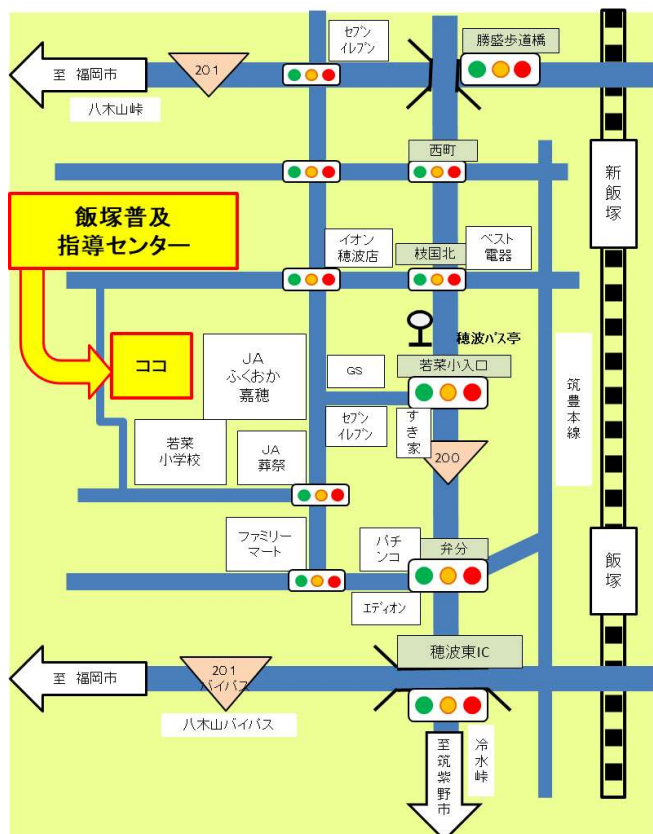 セブン
イレブン
勝盛歩道橋
至 福岡市
201
八木山峠
西町
新飯塚
飯塚普及
指導センター
イオン
穂波店
枝国北
ベスト
電器
穂波バス亭
ココ
JA
ふくおか
嘉穂
GS
若菜小入口
筑豊本線
セブン
イレブン
すき家
若菜
小学校
JA
葬祭
200
ファミリー
マート
パチ
ンコ
弁分
飯塚
エディオン
穂波東IC
至 福岡市
201
バイパス
八木山バイパス
至筑紫野市
冷水峠